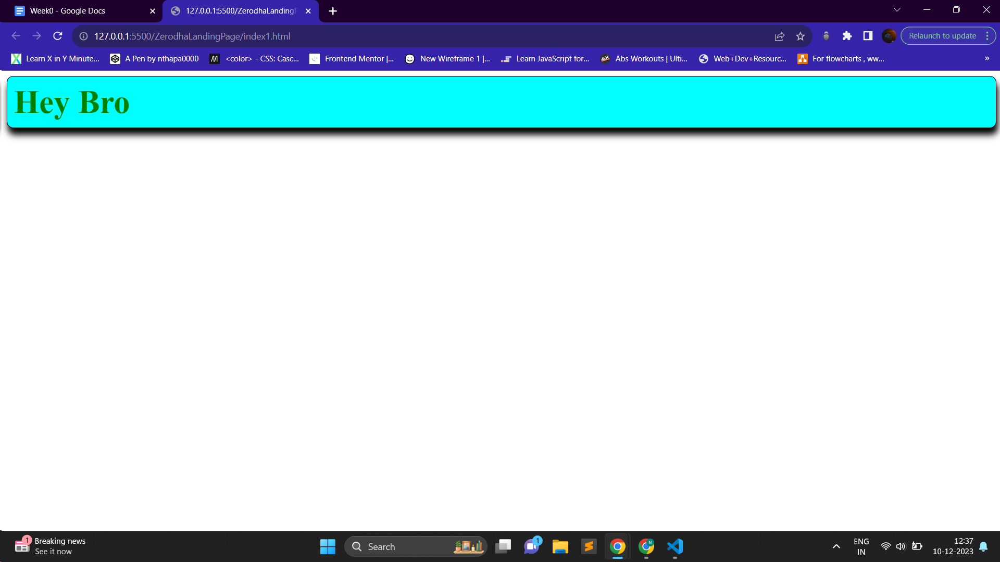 Week0 - Google Docs
127.0.0.1:5500/ZerodhaLandingP
127.0.0.1:5500/ZerodhaLandingPage/index1.html
Relaunch to update
Learn X in Y Minute...
A Pen by nthapa0000
<color> - CSS: Casc...
Frontend Mentor |...
New Wireframe 1 |...
Learn JavaScript for...
Abs Workouts | Ulti...
Web+Dev+Resourc...
For flowcharts , ww...
»
Hey Bro
1
Breaking news
See it now
Search
1
N
ENG
IN
12:37
10-12-2023